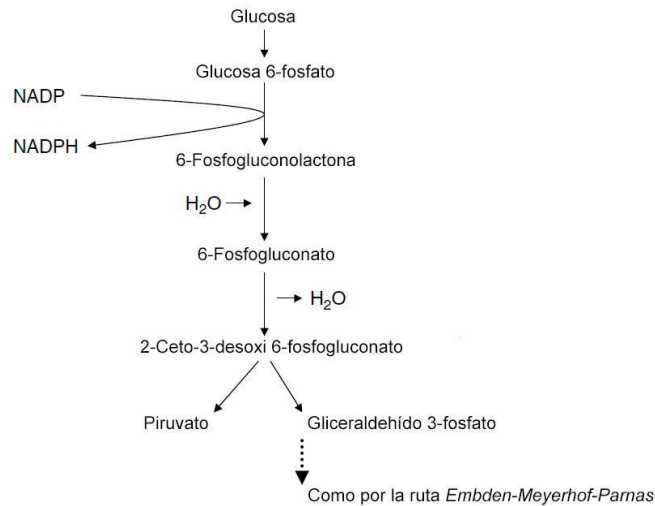 Glucosa
Glucosa 6-fosfato
NADP
NADPH
6-Fosfogluconolactona
H₂O
6-Fosfogluconato
H₂O
2-Ceto-3-desoxi 6-fosfogluconato
Piruvato
Gliceraldehído 3-fosfato
Como por la ruta Embden-Meyerhof-Parnas